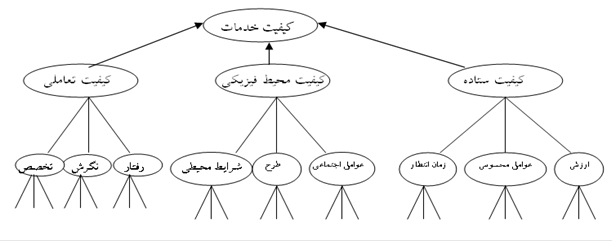 کیفیت خدمات
کیفیت ستاده
کیفیت محیط فیزیکی
کیفیت تعاملی
ارزش
عوامل محسوس
زمان انتظار
عوامل اجتماعی
طرح
شرایط محیطی
رفتار
نگرش
تخصص